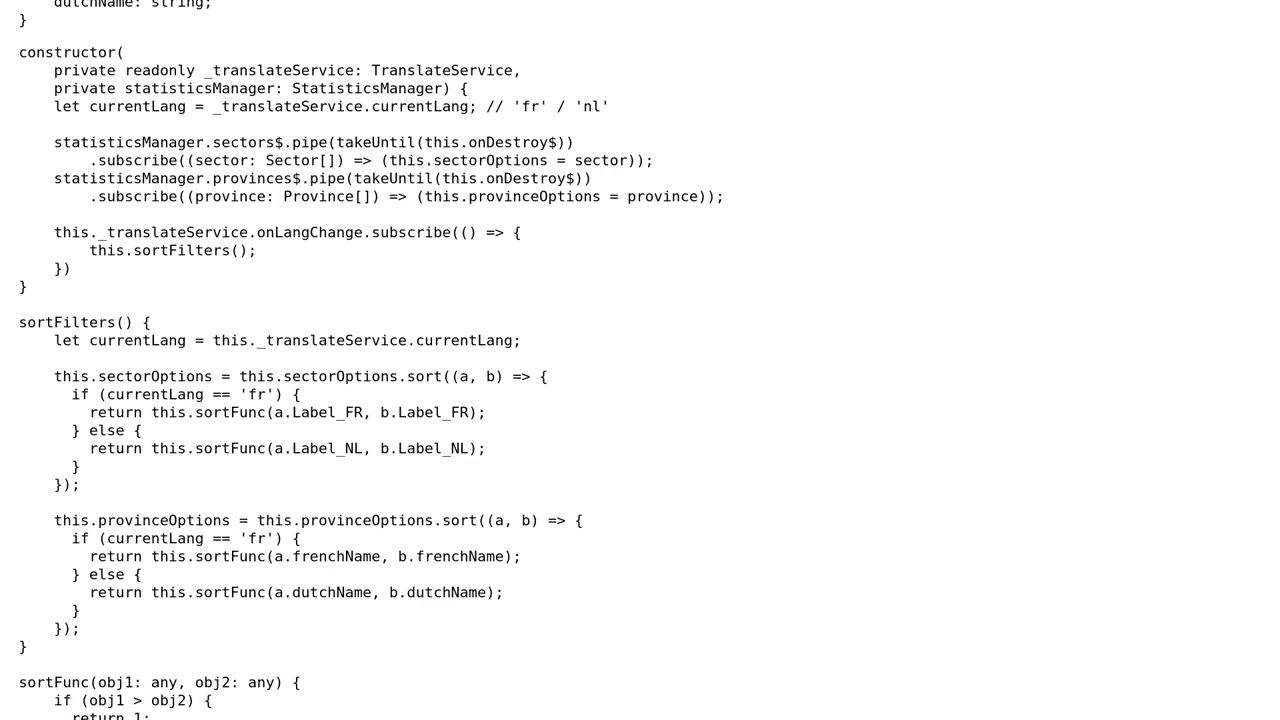 dutchName: string;
}
constructor(
private readonly _translateService: TranslateService,
private statisticsManager: StatisticsManager) {
let currentLang = _translateService.currentLang; // 'fr' / 'nl'
statisticsManager.sectors$.pipe(takeUntil(this.onDestroy$))
.subscribe((sector: Sector[]) => (this.sectorOptions = sector));
statisticsManager.provinces$.pipe(takeUntil(this.onDestroy$))
.subscribe((province: Province[]) => (this.provinceOptions = province));
this._translateService.onLangChange.subscribe(() => {
this.sortFilters();
})
}
sortFilters() {
let currentLang = this._translateService.currentLang;
this.sectorOptions = this.sectorOptions.sort((a, b) => {
if (currentLang == 'fr') {
return this.sortFunc(a.Label_FR, b.Label_FR);
} else {
return this.sortFunc(a.Label_NL, b.Label_NL);
}
});
this.provinceOptions = this.provinceOptions.sort((a, b) => {
if (currentLang == 'fr') {
return this.sortFunc(a.frenchName, b.frenchName);
} else {
return this.sortFunc(a.dutchName, b.dutchName);
}
});
}
sortFunc(obj1: any, obj2: any) {
if (obj1 > obj2) {
return 1;